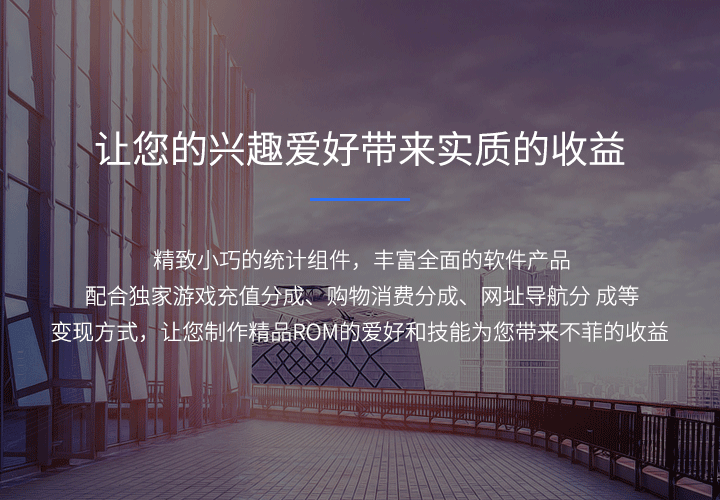 让您的兴趣爱好带来实质的收益
精致小巧的统计组件，丰富全面的软件产品
配合独家游戏充值分成、购物消费分成、网址导航分 成等
变现方式，让您制作精品ROM的爱好和技能为您带来不菲的收益